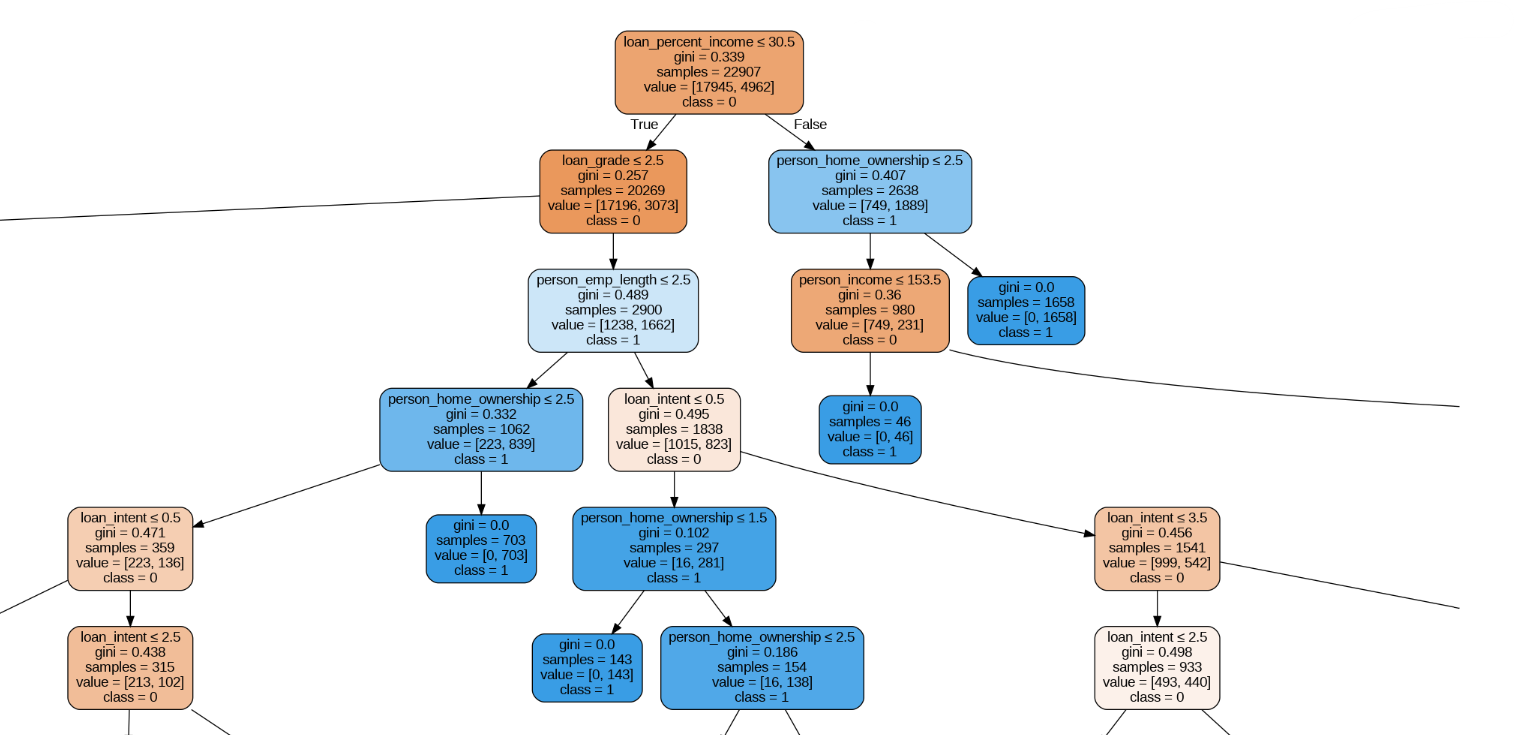 loan_percent_income ≤ 30.5
gini = 0.339
samples = 22907
value = [17945, 4962]
class = 0
True
False
loan_grade ≤ 2.5
gini = 0.257
samples = 20269
value = [17196, 3073]
class = 0
person_home_ownership ≤ 2.5
gini = 0.407
samples = 2638
value = [749, 1889]
class = 1
person_emp_length ≤ 2.5
gini = 0.489
samples = 2900
value = [1238, 1662]
class = 1
person_income ≤ 153.5
gini = 0.36
samples = 980
value = [749, 231]
class = 0
gini = 0.0
samples = 1658
value = [0, 1658]
class = 1
person_home_ownership ≤ 2.5
gini = 0.332
samples = 1062
value = [223, 839]
class = 1
loan_intent ≤ 0.5
gini = 0.495
samples = 1838
value = [1015, 823]
class = 0
gini = 0.0
samples = 46
value = [0, 46]
class = 1
loan_intent ≤ 0.5
gini = 0.471
samples = 359
value = [223, 136]
class = 0
gini = 0.0
samples = 703
value = [0, 703]
class = 1
person_home_ownership ≤ 1.5
gini = 0.102
samples = 297
value = [16, 281]
class = 1
loan_intent ≤ 3.5
gini = 0.456
samples = 1541
value = [999, 542]
class = 0
loan_intent ≤ 2.5
gini = 0.438
samples = 315
value = [213, 102]
class = 0
gini = 0.0
samples = 143
value = [0, 143]
class = 1
person_home_ownership ≤ 2.5
gini = 0.186
samples = 154
value = [16, 138]
class = 1
loan_intent ≤ 2.5
gini = 0.498
samples = 933
value = [493, 440]
class = 0